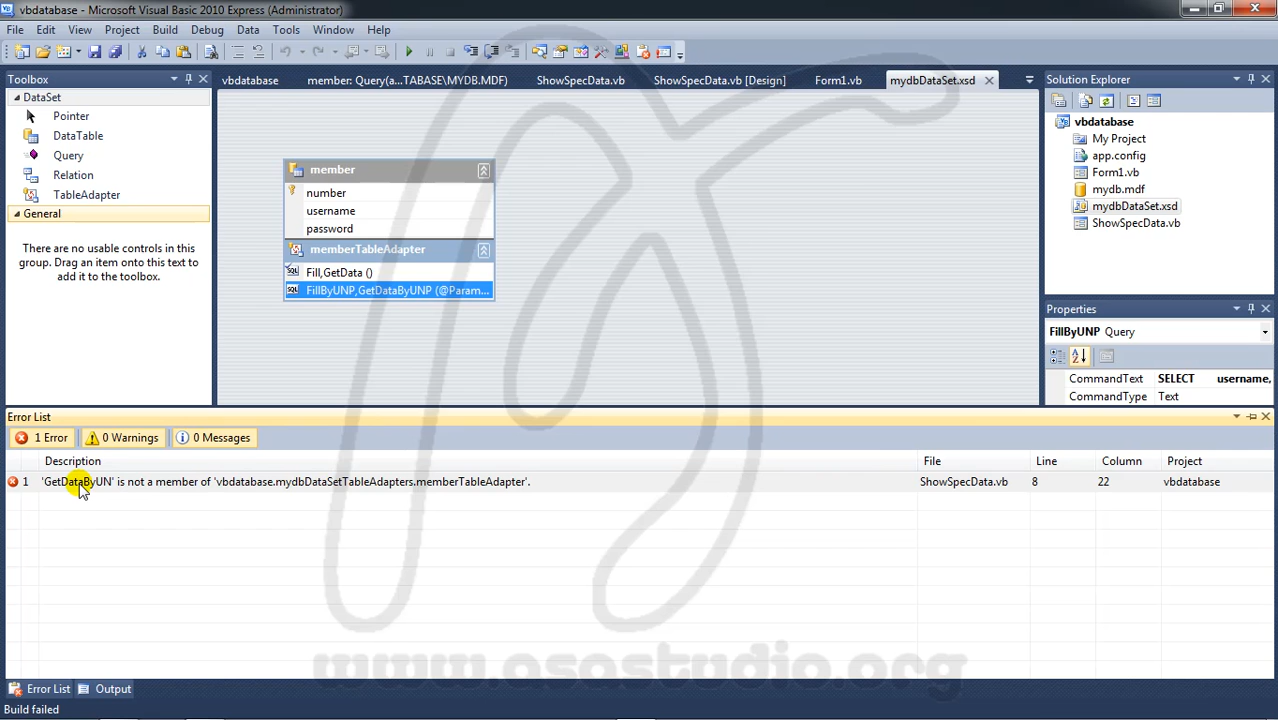 vbdatabase - Microsoft Visual Basic 2010 Express (Administrator)
File Edit View Project Build Debug Data Tools Window Help
Toolbox
DataSet
Pointer
DataTable
Query
Relation
TableAdapter
General
There are no usable controls in this
group. Drag an item onto this text to
add it to the toolbox.
vbdatabase member: Query(a...TABASE\MYDB.MDF) ShowSpecData.vb ShowSpecData.vb [Design] Form1.vb mydbDataSet.xsd
member
number
username
password
memberTableAdapter
SQL Fill,GetData ()
SQL FillByUNP,GetDataByUNP (@Param...
Solution Explorer
vbdatabase
My Project
app.config
Form1.vb
mydb.mdf
mydbDataSet.xsd
ShowSpecData.vb
Properties
FillByUNP Query
CommandText SELECT username,
CommandType Text
Error List
1 Error 0 Warnings 0 Messages
Description File Line Column Project
1 'GetDataByUN' is not a member of 'vbdatabase.mydbDataSetTableAdapters.memberTableAdapter'. ShowSpecData.vb 8 22 vbdatabase
www.asastudio.org
Error List Output
Build failed